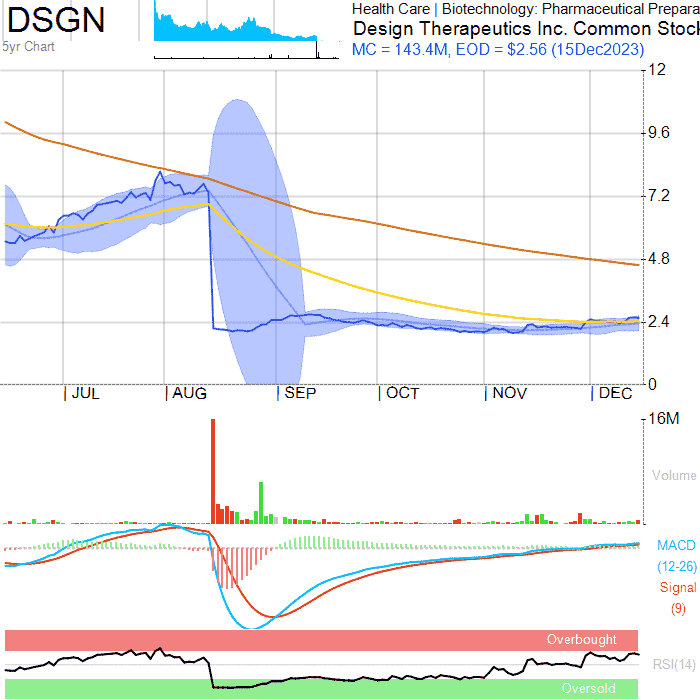 DSGN
5yr Chart
Health Care | Biotechnology: Pharmaceutical Prepara
Design Therapeutics Inc. Common Stock
MC = 143.4M, EOD = $2.56 (15Dec2023)
12
9.6
7.2
4.8
2.4
0
JUL AUG SEP OCT NOV DEC
16M
Volume
MACD
(12-26)
Signal
(9)
Overbought
RSI(14)
Oversold